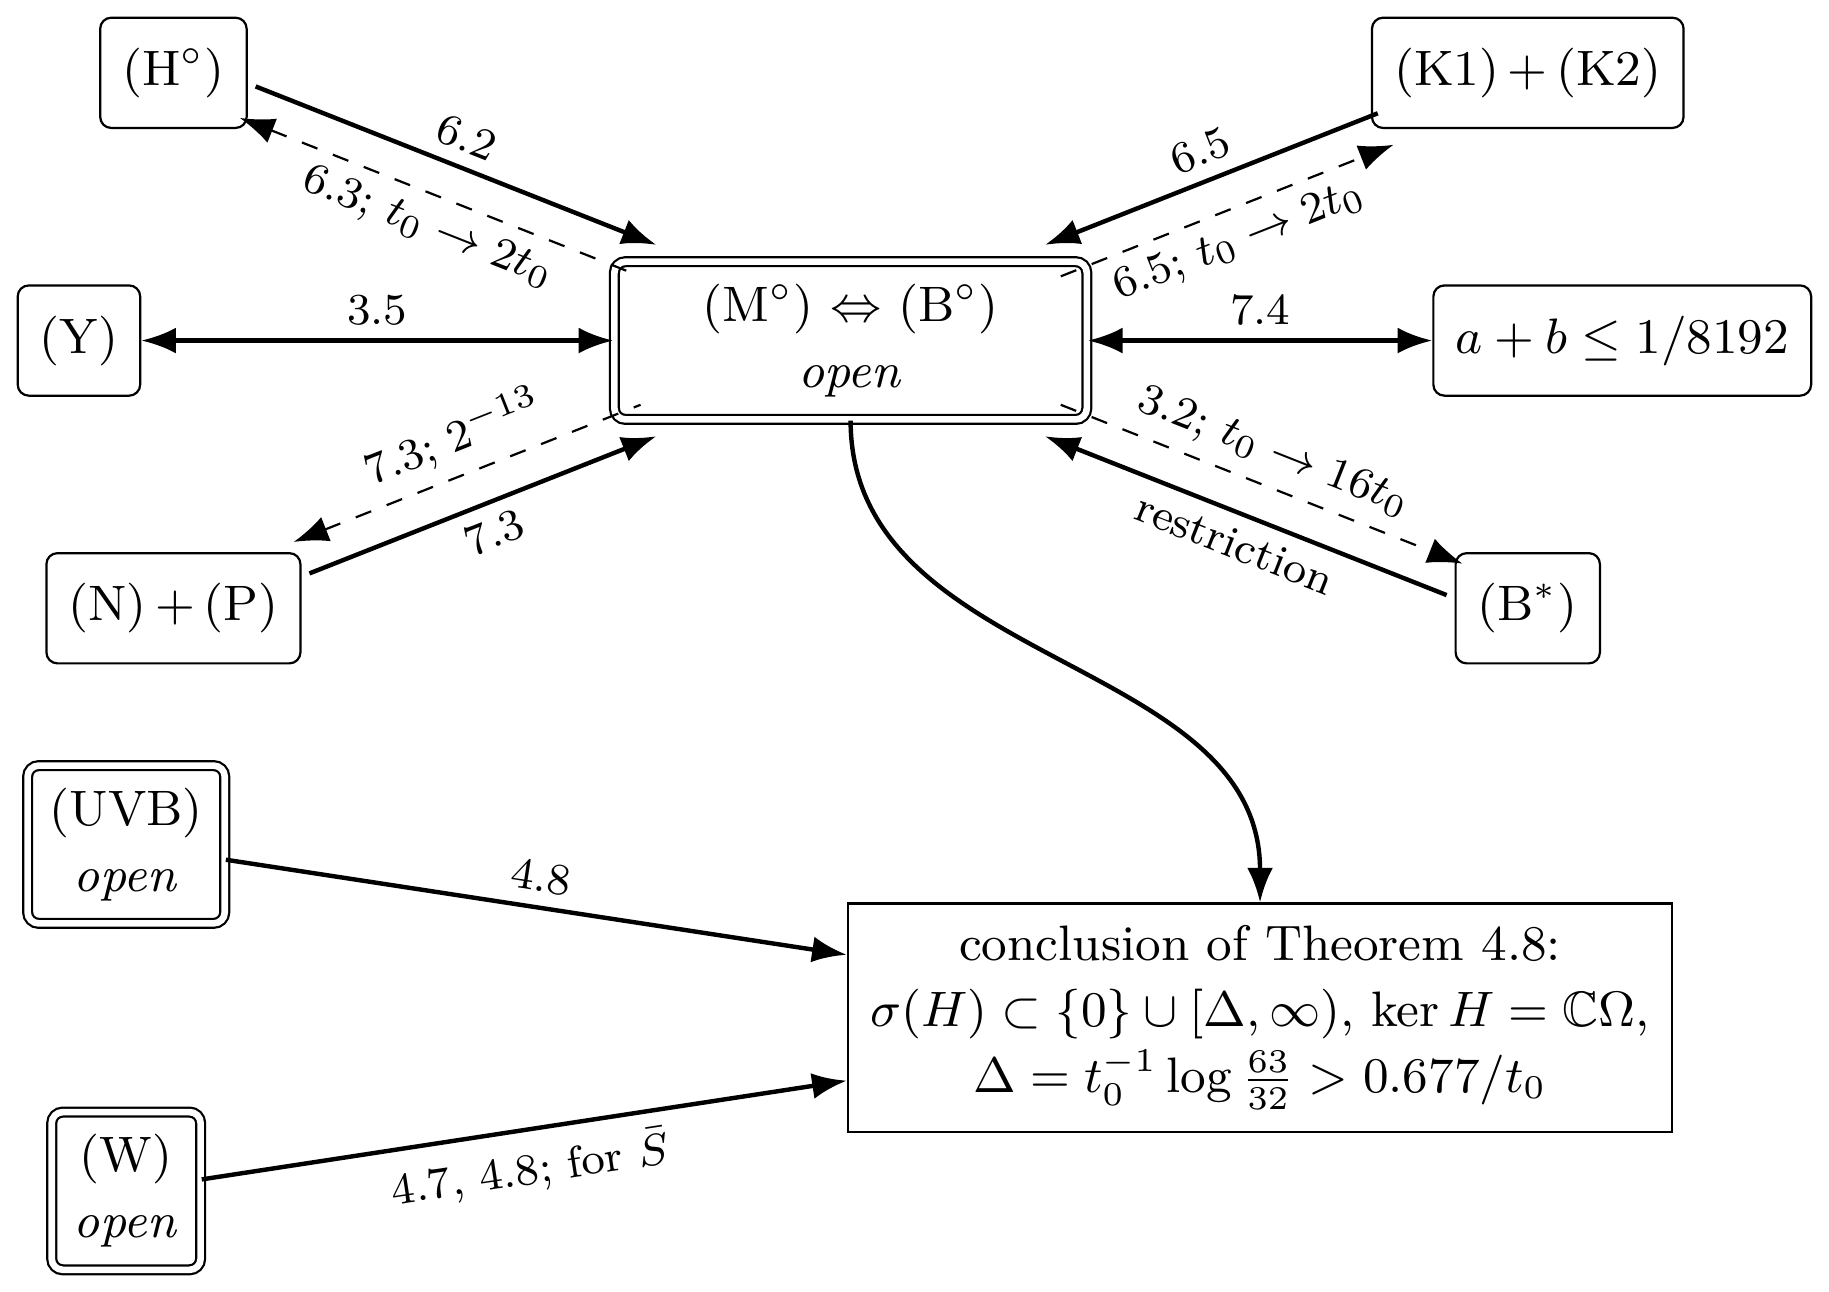 (H°)
(K1) + (K2)
6.2
6.5
6.3; t₀ → 2t₀
6.5; t₀ → 2t₀
(Y)
3.5
(M°) ⇔ (B°)
open
7.4
a + b ≤ 1/8192
7.3; 2⁻¹³
3.2; t₀ → 16t₀
7.3
restriction
(N) + (P)
(B*)
(UVB)
open
4.8
conclusion of Theorem 4.8:
σ(H) ⊂ {0} ∪ [Δ, ∞), ker H = ℂΩ,
Δ = t₀⁻¹ log 63/32 > 0.677/t₀
(W)
open
4.7, 4.8; for S̄